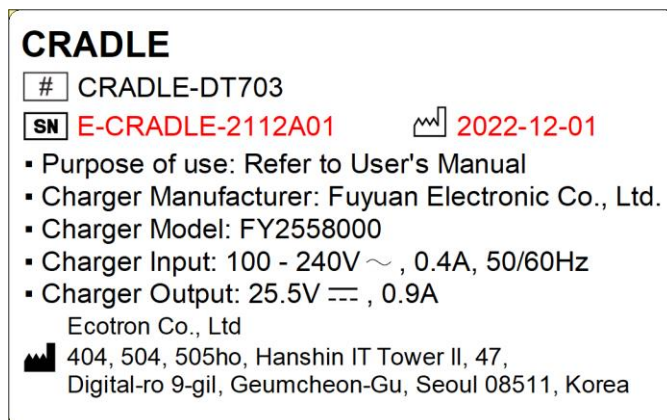 CRADLE
# CRADLE-DT703
SN E-CRADLE-2112A01 2022-12-01
▪ Purpose of use: Refer to User's Manual
▪ Charger Manufacturer: Fuyuan Electronic Co., Ltd.
▪ Charger Model: FY2558000
▪ Charger Input: 100 - 240V ~ , 0.4A, 50/60Hz
▪ Charger Output: 25.5V ⎓ , 0.9A
Ecotron Co., Ltd
404, 504, 505ho, Hanshin IT Tower II, 47,
Digital-ro 9-gil, Geumcheon-Gu, Seoul 08511, Korea